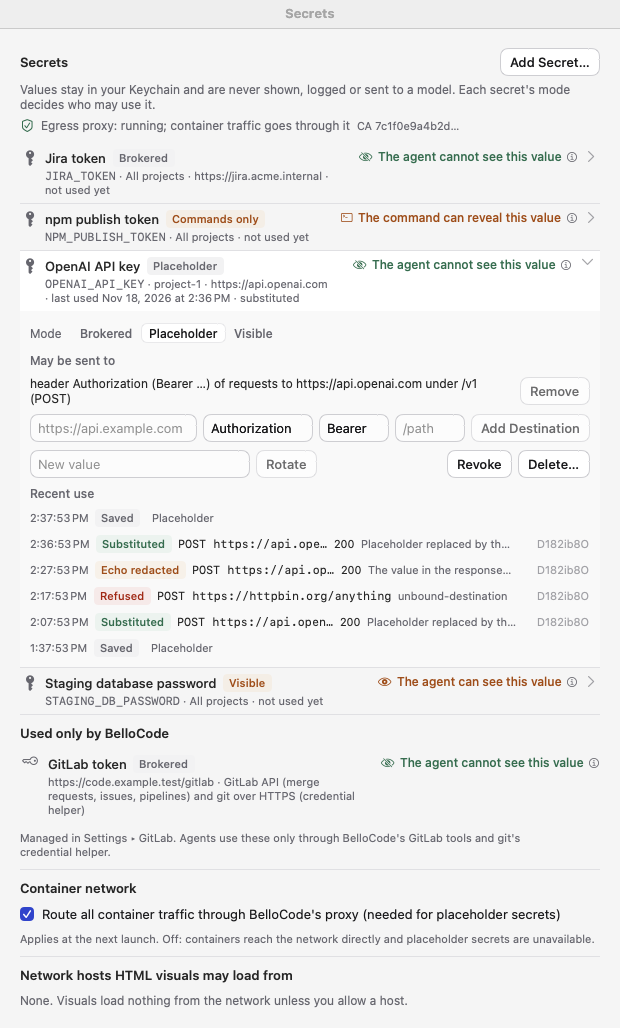 Secrets
Secrets
Add Secret...
Values stay in your Keychain and are never shown, logged or sent to a model. Each secret's mode
decides who may use it.
Egress proxy: running; container traffic goes through it CA 7c1f0e9a4b2d…
Jira token Brokered The agent cannot see this value
JIRA_TOKEN · All projects · https://jira.acme.internal ·
not used yet
npm publish token Commands only The command can reveal this value
NPM_PUBLISH_TOKEN · All projects · not used yet
OpenAI API key Placeholder The agent cannot see this value
OPENAI_API_KEY · project-1 · https://api.openai.com
· last used Nov 18, 2026 at 2:36 PM · substituted
Mode Brokered Placeholder Visible
May be sent to
header Authorization (Bearer …) of requests to https://api.openai.com under /v1
(POST)
Remove
https://api.example.com Authorization Bearer /path Add Destination
New value Rotate Revoke Delete...
Recent use
2:37:53 PM Saved Placeholder
2:36:53 PM Substituted POST https://api.ope… 200 Placeholder replaced by th… D182ib8O
2:27:53 PM Echo redacted POST https://api.op… 200 The value in the response… D182ib8O
2:17:53 PM Refused POST https://httpbin.org/anything unbound-destination D182ib8O
2:07:53 PM Substituted POST https://api.open… 200 Placeholder replaced by th… D182ib8O
1:37:53 PM Saved Placeholder
Staging database password Visible The agent can see this value
STAGING_DB_PASSWORD · All projects · not used yet
Used only by BelloCode
GitLab token Brokered The agent cannot see this value
https://code.example.test/gitlab · GitLab API (merge
requests, issues, pipelines) and git over HTTPS (credential
helper)
Managed in Settings ▸ GitLab. Agents use these only through BelloCode's GitLab tools and git's
credential helper.
Container network
Route all container traffic through BelloCode's proxy (needed for placeholder secrets)
Applies at the next launch. Off: containers reach the network directly and placeholder secrets are unavailable.
Network hosts HTML visuals may load from
None. Visuals load nothing from the network unless you allow a host.